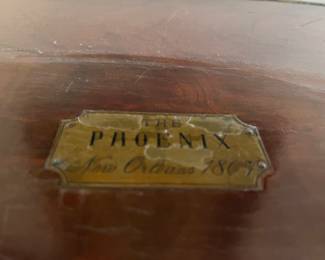 THE
PHOENIX
New Orleans